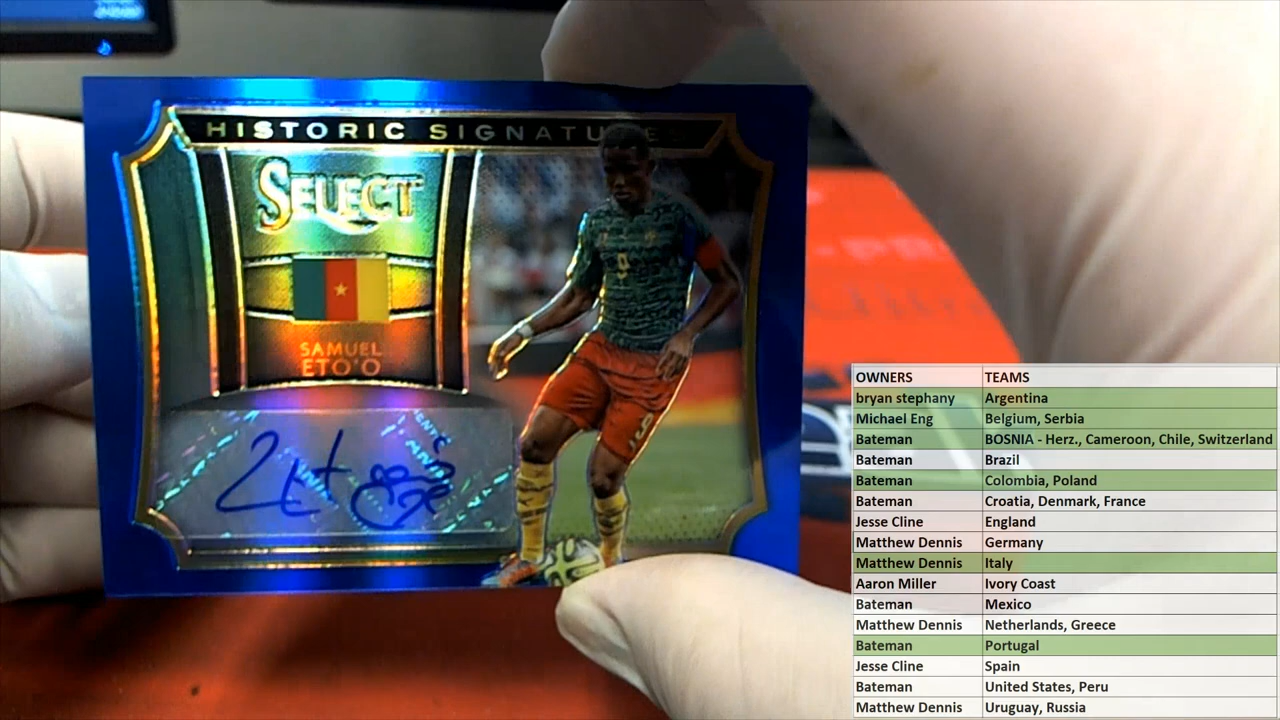 HISTORIC SIGNATURES
SELECT
SAMUEL
ETO'O
9
OWNERS TEAMS
bryan stephany Argentina
Michael Eng Belgium, Serbia
Bateman BOSNIA - Herz., Cameroon, Chile, Switzerland
Bateman Brazil
Bateman Colombia, Poland
Bateman Croatia, Denmark, France
Jesse Cline England
Matthew Dennis Germany
Matthew Dennis Italy
Aaron Miller Ivory Coast
Bateman Mexico
Matthew Dennis Netherlands, Greece
Bateman Portugal
Jesse Cline Spain
Bateman United States, Peru
Matthew Dennis Uruguay, Russia